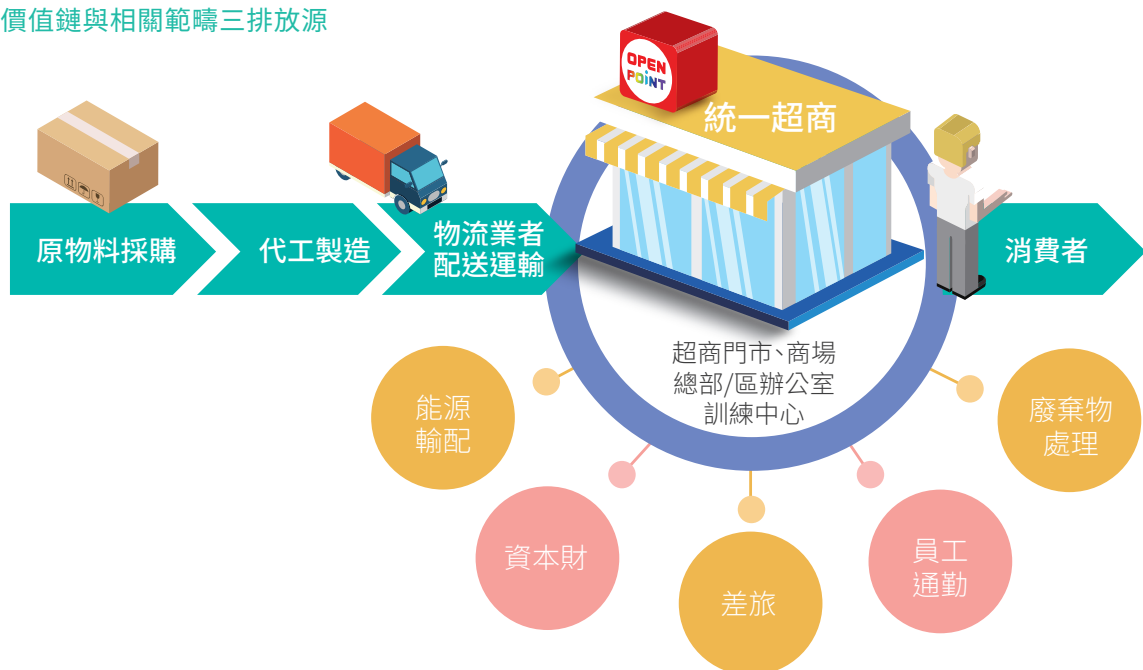 價值鏈與相關範疇三排放源
OPEN
POINT
統一超商
原物料採購
代工製造
物流業者
配送運輸
消費者
超商門市、商場
總部/區辦公室
訓練中心
能源
輸配
資本財
差旅
員工
通勤
廢棄物
處理